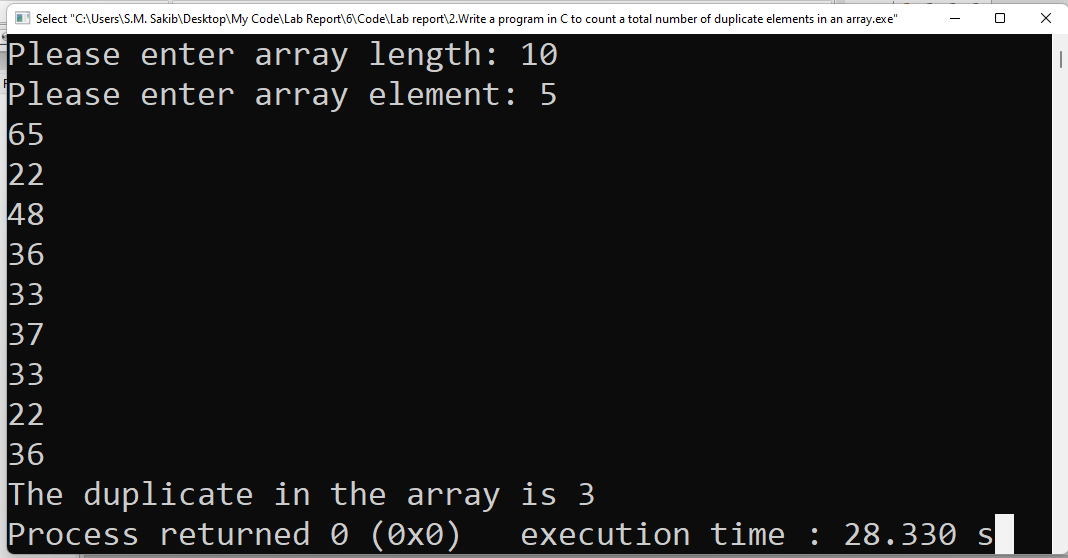 Select "C:\Users\S.M. Sakib\Desktop\My Code\Lab Report\6\Code\Lab report\2.Write a program in C to count a total number of duplicate elements in an array.exe"
Please enter array length: 10
Please enter array element: 5
65
22
48
36
33
37
33
22
36
The duplicate in the array is 3
Process returned 0 (0x0)   execution time : 28.330 s